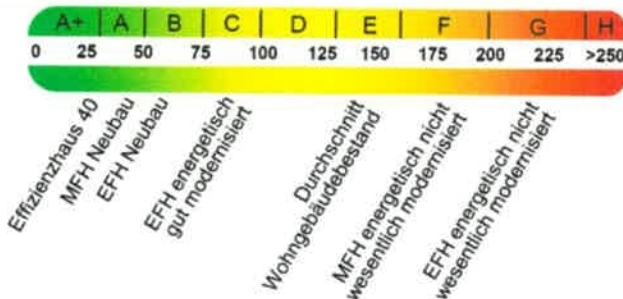 A+ A B C D E F G H
0 25 50 75 100 125 150 175 200 225 >250
Effizienzhaus 40
MFH Neubau
EFH Neubau
EFH energetisch
gut modernisiert
Durchschnitt
Wohngebäudebestand
MFH energetisch nicht
wesentlich modernisiert
EFH energetisch nicht
wesentlich modernisiert